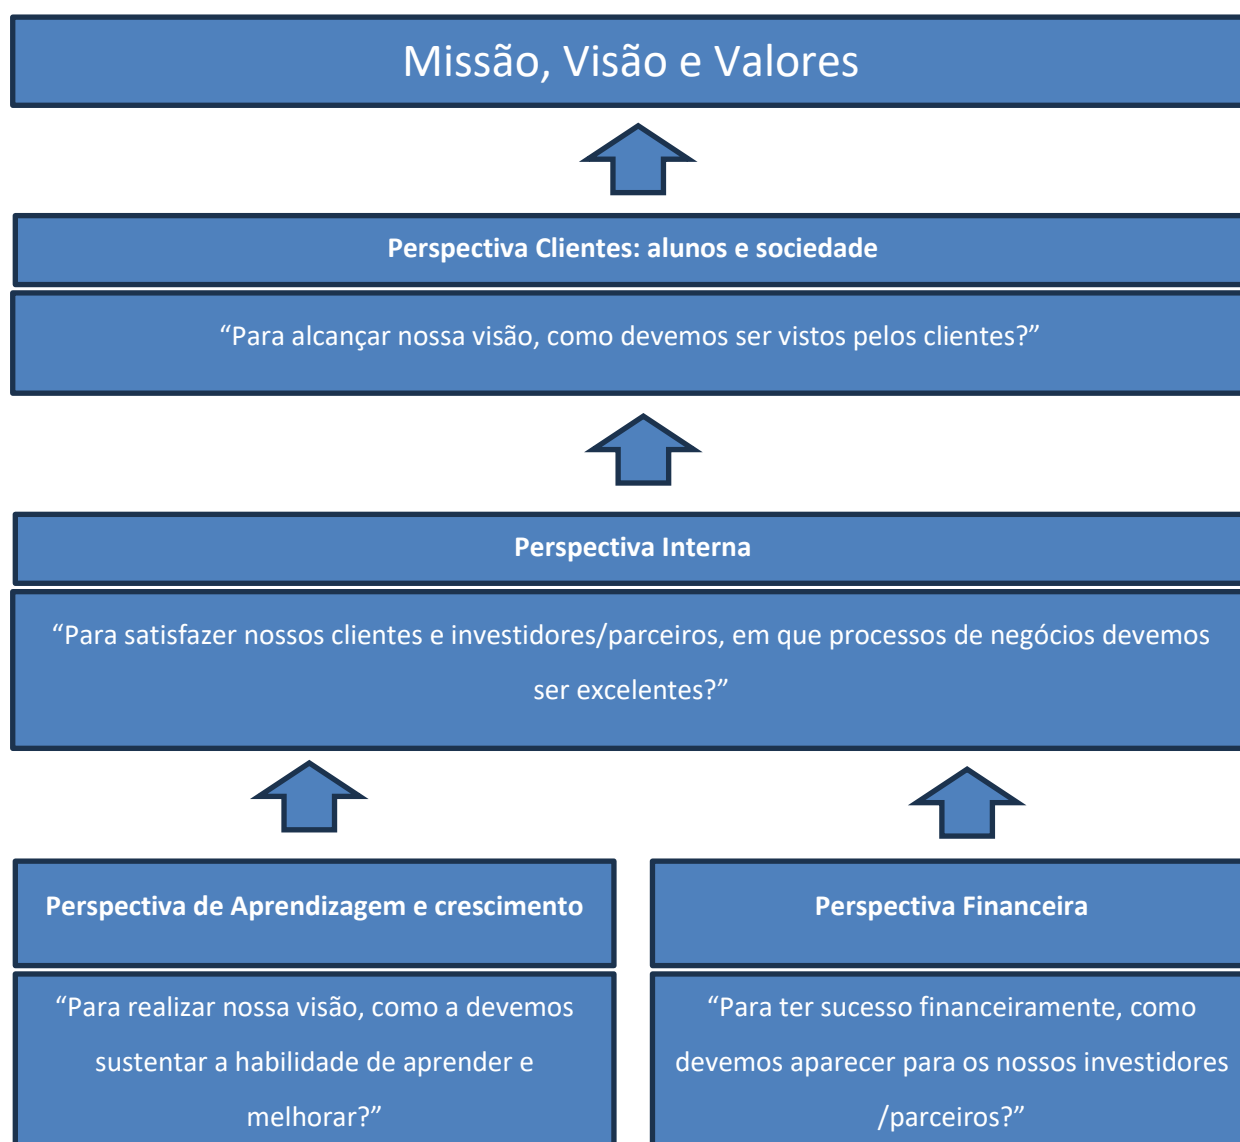 Missão, Visão e Valores
Perspectiva Clientes: alunos e sociedade
“Para alcançar nossa visão, como devemos ser vistos pelos clientes?”
Perspectiva Interna
“Para satisfazer nossos clientes e investidores/parceiros, em que processos de negócios devemos
ser excelentes?”
Perspectiva de Aprendizagem e crescimento
“Para realizar nossa visão, como a devemos
sustentar a habilidade de aprender e
melhorar?”
Perspectiva Financeira
“Para ter sucesso financeiramente, como
devemos aparecer para os nossos investidores
/parceiros?”